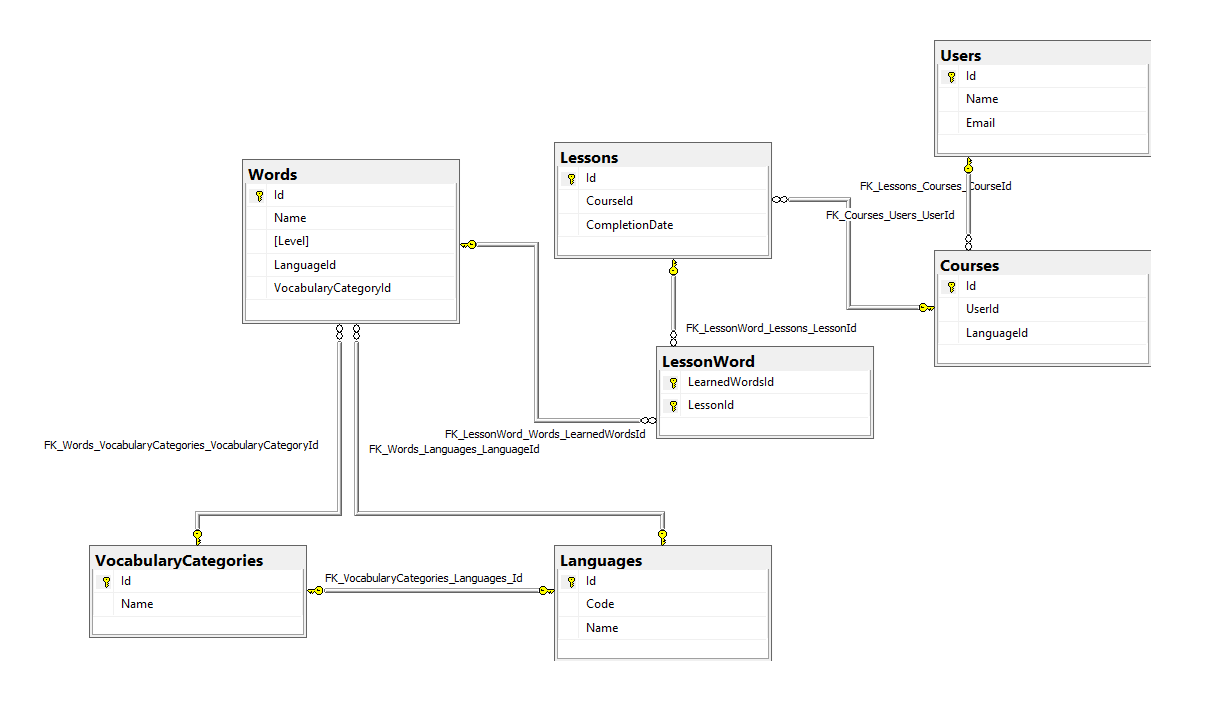 Users
Id
Name
Email
Lessons
Id
CourseId
CompletionDate
Words
Id
Name
[Level]
LanguageId
VocabularyCategoryId
FK_Lessons_Courses_CourseId
FK_Courses_Users_UserId
Courses
Id
UserId
LanguageId
FK_LessonWord_Lessons_LessonId
LessonWord
LearnedWordsId
LessonId
FK_LessonWord_Words_LearnedWordsId
FK_Words_VocabularyCategories_VocabularyCategoryId
FK_Words_Languages_LanguageId
VocabularyCategories
Id
Name
FK_VocabularyCategories_Languages_Id
Languages
Id
Code
Name